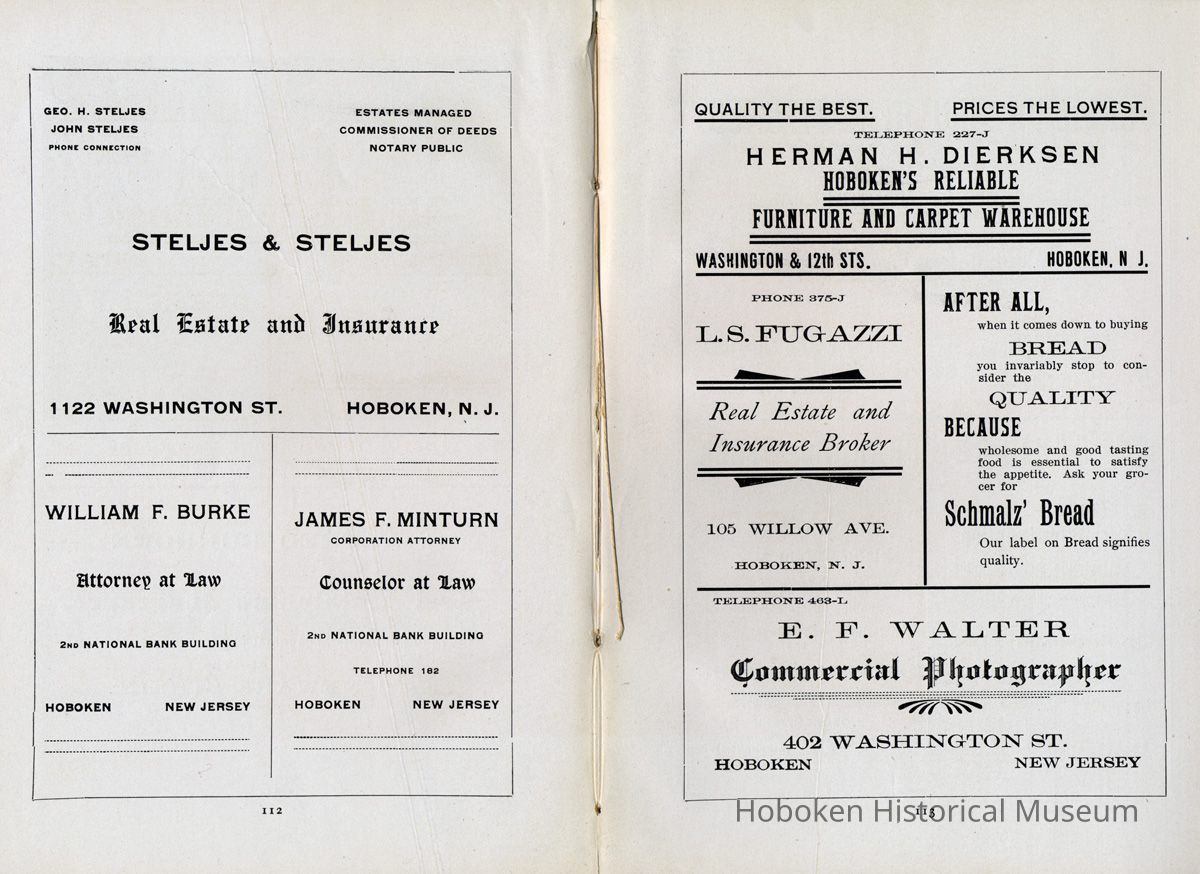 GEO. H. STELJES
JOHN STELJES
PHONE CONNECTION
ESTATES MANAGED
COMMISSIONER OF DEEDS
NOTARY PUBLIC
STELJES & STELJES
Real Estate and Insurance
1122 WASHINGTON ST. HOBOKEN, N. J.
WILLIAM F. BURKE
Attorney at Law
2ND NATIONAL BANK BUILDING
HOBOKEN NEW JERSEY
JAMES F. MINTURN
CORPORATION ATTORNEY
Counselor at Law
2ND NATIONAL BANK BUILDING
TELEPHONE 182
HOBOKEN NEW JERSEY
112
QUALITY THE BEST. PRICES THE LOWEST.
TELEPHONE 227-J
HERMAN H. DIERKSEN
HOBOKEN'S RELIABLE
FURNITURE AND CARPET WAREHOUSE
WASHINGTON & 12th STS. HOBOKEN, N J.
PHONE 375-J
L. S. FUGAZZI
Real Estate and
Insurance Broker
105 WILLOW AVE.
HOBOKEN, N. J.
AFTER ALL,
when it comes down to buying
BREAD
you invariably stop to con-
sider the
QUALITY
BECAUSE
wholesome and good tasting
food is essential to satisfy
the appetite. Ask your gro-
cer for
Schmalz' Bread
Our label on Bread signifies
quality.
TELEPHONE 463-L
E. F. WALTER
Commercial Photographer
402 WASHINGTON ST.
HOBOKEN NEW JERSEY
113
Hoboken Historical Museum